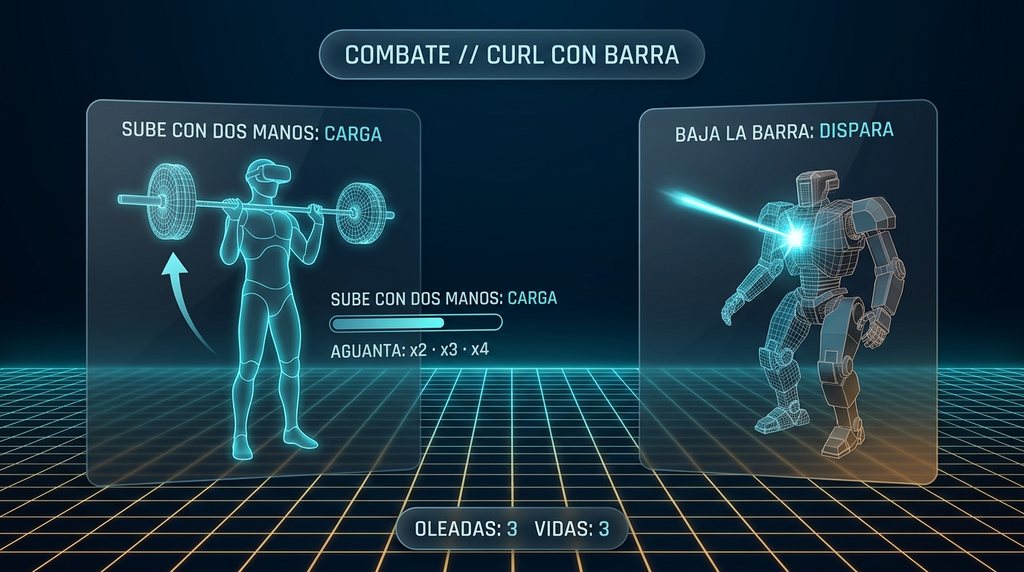 COMBATE // CURL CON BARRA
SUBE CON DOS MANOS: CARGA
BAJA LA BARRA: DISPARA
SUBE CON DOS MANOS: CARGA
AGUANTA: x2 · x3 · x4
OLEADAS: 3 VIDAS: 3